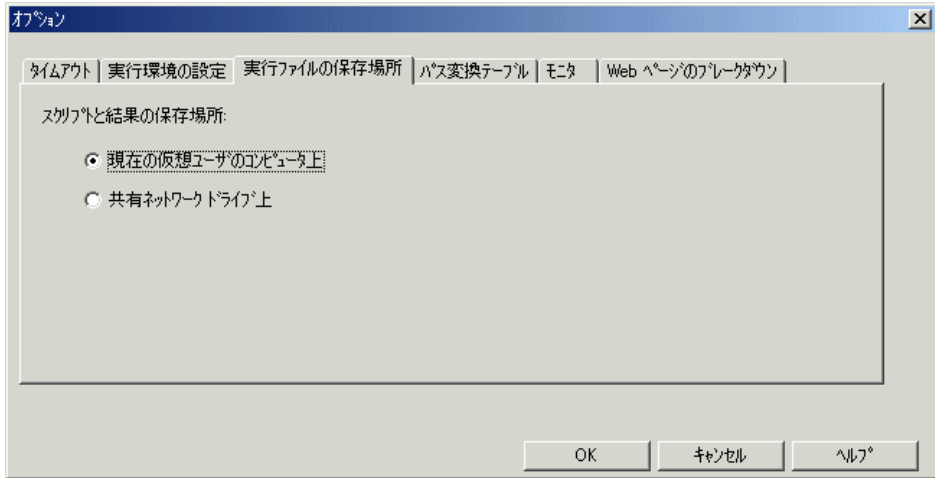 ｵﾌﾟｼｮﾝ
ﾀｲﾑｱｳﾄ 実行環境の設定 実行ﾌｧｲﾙの保存場所 ﾊﾟｽ変換ﾃｰﾌﾞﾙ ﾓﾆﾀ Web ﾍﾟｰｼﾞのﾌﾞﾚｰｸﾀﾞｳﾝ
ｽｸﾘﾌﾟﾄと結果の保存場所:
現在の仮想ﾕｰｻﾞのｺﾝﾋﾟｭｰﾀ上
共有ﾈｯﾄﾜｰｸ ﾄﾞﾗｲﾌﾞ上
OK ｷｬﾝｾﾙ ﾍﾙﾌﾟ